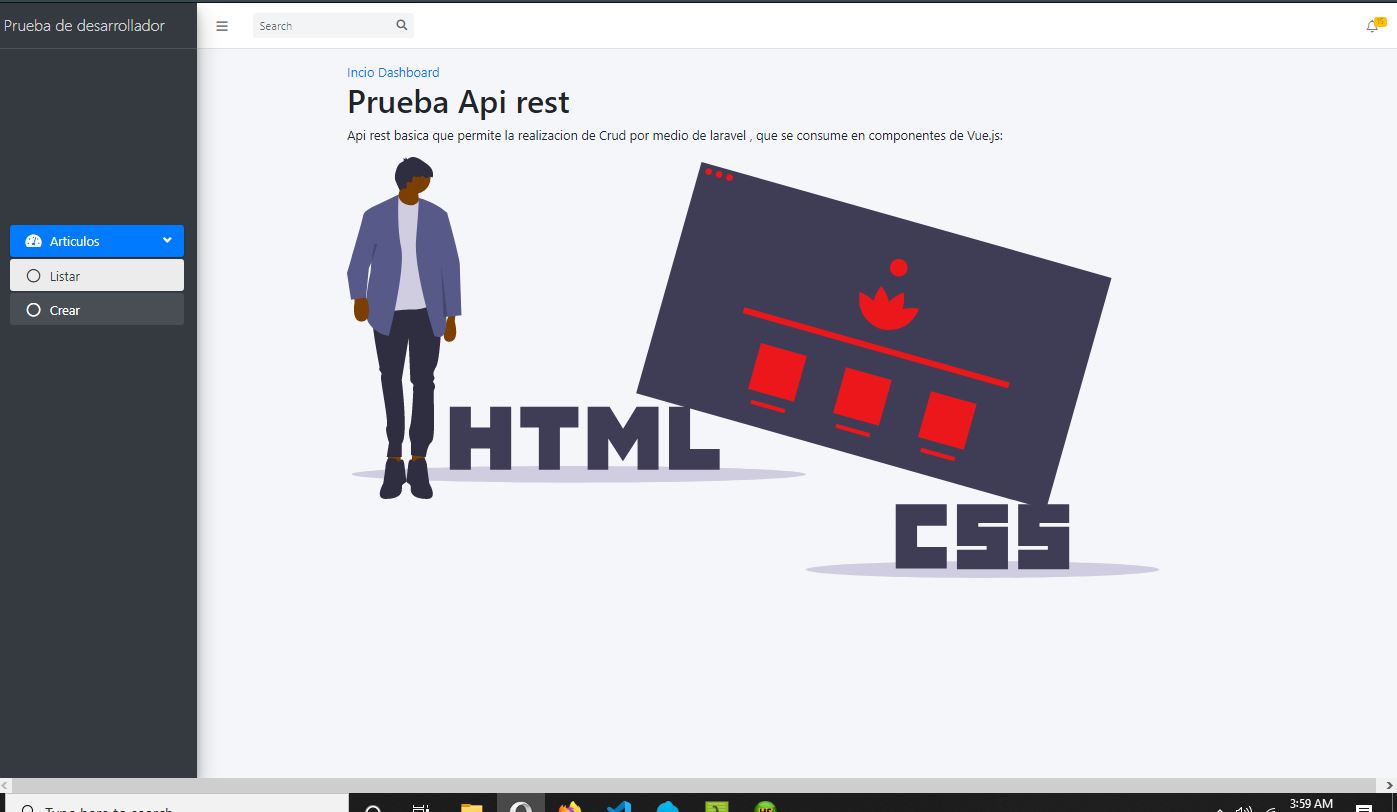 Prueba de desarrollador
Search
15
Incio Dashboard
Prueba Api rest
Api rest basica que permite la realizacion de Crud por medio de laravel , que se consume en componentes de Vue.js:
Articulos
Listar
Crear
HTML
CSS
Type here to search
3:59 AM